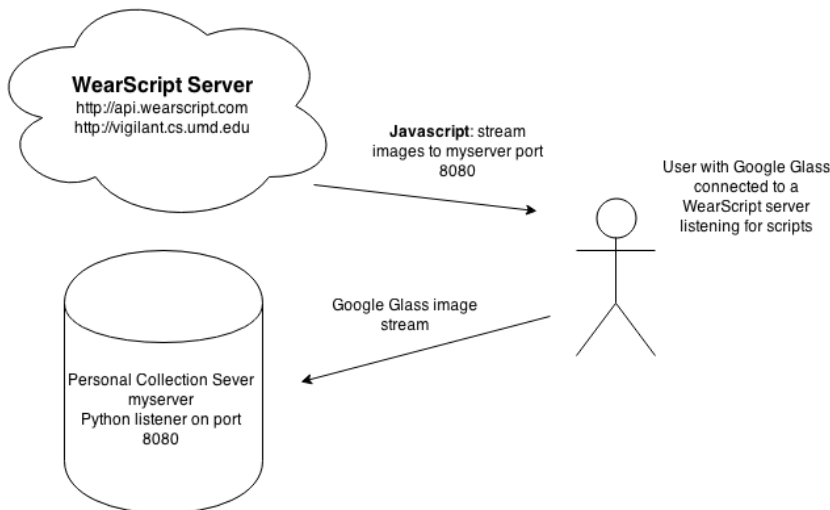 WearScript Server
http://api.wearscript.com
http://vigilant.cs.umd.edu
Javascript: stream
images to myserver port
8080
User with Google Glass
connected to a
WearScript server
listening for scripts
Google Glass image
stream
Personal Collection Sever
myserver
Python listener on port
8080